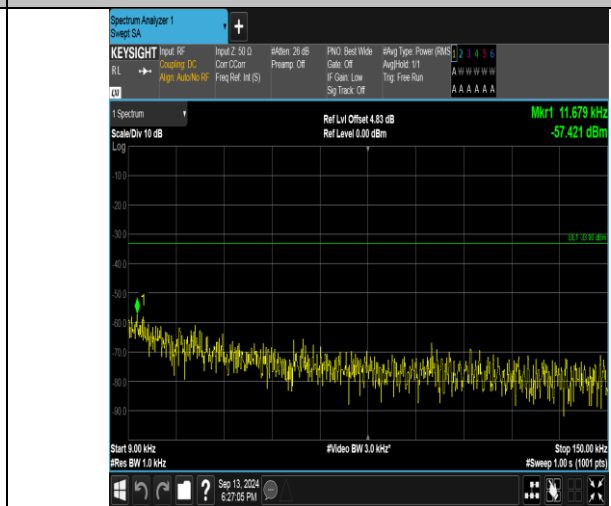 Spectrum Analyzer 1
Swept SA
+
KEYSIGHT Input: RF Input Z: 50 Ω #Atten: 26 dB PNO: Best Wide #Avg Type: Power (RMS 1 2 3 4 5 6
RL Coupling: DC Corr CCorr Preamp: Off Gate: Off Avg|Hold: 1/1 A W W W W W
Align: Auto/No RF Freq Ref: Int (S) IF Gain: Low Trig: Free Run
Sig Track: Off A A A A A A
1 Spectrum Ref Lvl Offset 4.83 dB Mkr1 11.679 kHz
Scale/Div 10 dB Ref Level 0.00 dBm -57.421 dBm
Log
-10.0
-20.0
-30.0
DL1 -33.00 dBm
-40.0
-50.0
1
-60.0
-70.0
-80.0
-90.0
Start 9.00 kHz #Video BW 3.0 kHz* Stop 150.00 kHz
#Res BW 1.0 kHz #Sweep 1.00 s (1001 pts)
? Sep 13, 2024
6:27:05 PM